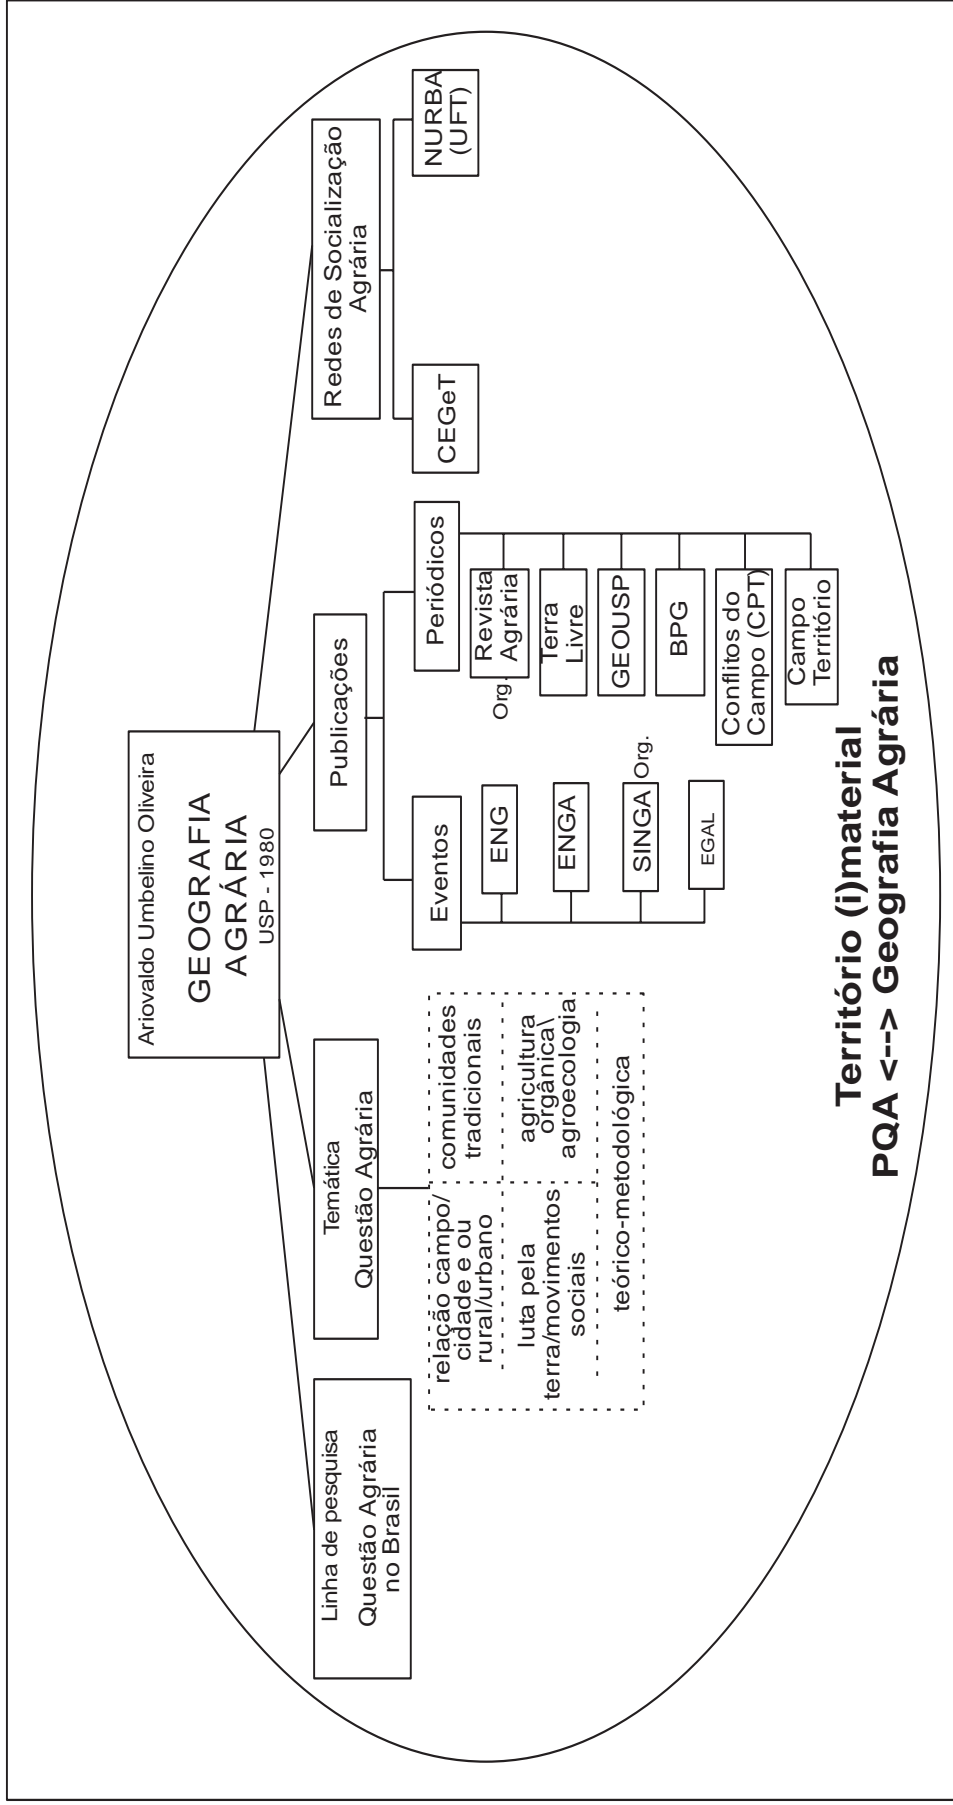 Ariovaldo Umbelino Oliveira
GEOGRAFIA
AGRÁRIA
USP - 1980
Linha de pesquisa
Questão Agrária
no Brasil
Temática
Questão Agrária
relação campo/
cidade e ou
rural/urbano
comunidades
tradicionais
luta pela
terra/movimentos
sociais
agricultura
orgânica\
agroecologia
teórico-metodológica
Publicações
Eventos
ENG
ENGA
SINGA
Org.
EGAL
Periódicos
Revista
Agrária
Org.
Terra
Livre
GEOUSP
BPG
Conflitos do
Campo (CPT)
Campo
Território
Redes de Socialização
Agrária
CEGeT
NURBA
(UFT)
Território (i)material
PQA <--> Geografia Agrária